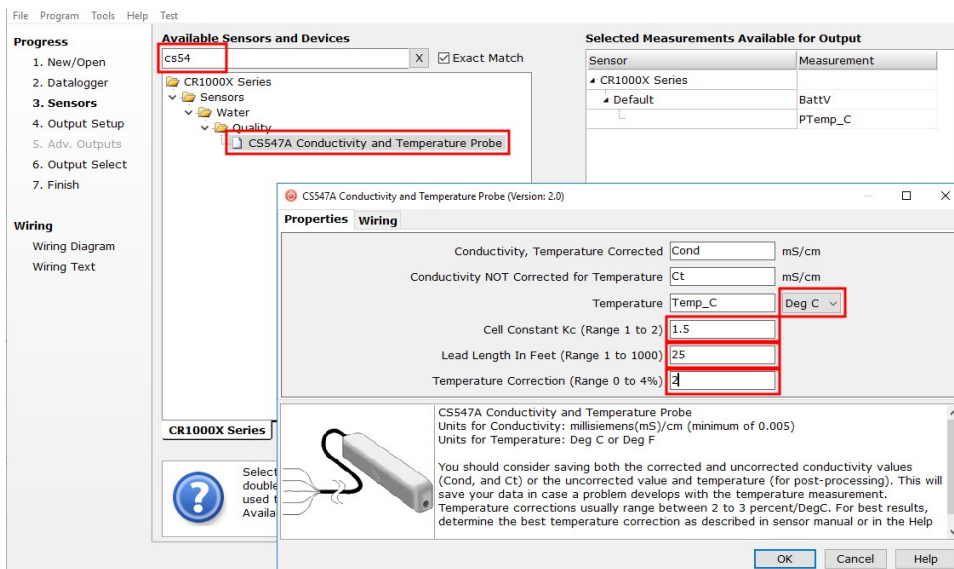 File Program Tools Help Test
Progress
1. New/Open
2. Datalogger
3. Sensors
4. Output Setup
5. Adv. Outputs
6. Output Select
7. Finish
Wiring
Wiring Diagram
Wiring Text
Available Sensors and Devices
cs54 X Exact Match
CR1000X Series
Sensors
Water
Quality
CS547A Conductivity and Temperature Probe
CR1000X Series
Select
double
used t
Availa
Selected Measurements Available for Output
Sensor Measurement
CR1000X Series
Default BattV
PTemp_C
CS547A Conductivity and Temperature Probe (Version: 2.0)
Properties Wiring
Conductivity, Temperature Corrected Cond mS/cm
Conductivity NOT Corrected for Temperature Ct mS/cm
Temperature Temp_C Deg C
Cell Constant Kc (Range 1 to 2) 1.5
Lead Length In Feet (Range 1 to 1000) 25
Temperature Correction (Range 0 to 4%) 2
CS547A Conductivity and Temperature Probe
Units for Conductivity: millisiemens(mS)/cm (minimum of 0.005)
Units for Temperature: Deg C or Deg F
You should consider saving both the corrected and uncorrected conductivity values
(Cond, and Ct) or the uncorrected value and temperature (for post-processing). This will
save your data in case a problem develops with the temperature measurement.
Temperature corrections usually range between 2 to 3 percent/DegC. For best results,
determine the best temperature correction as described in sensor manual or in the Help
OK Cancel Help